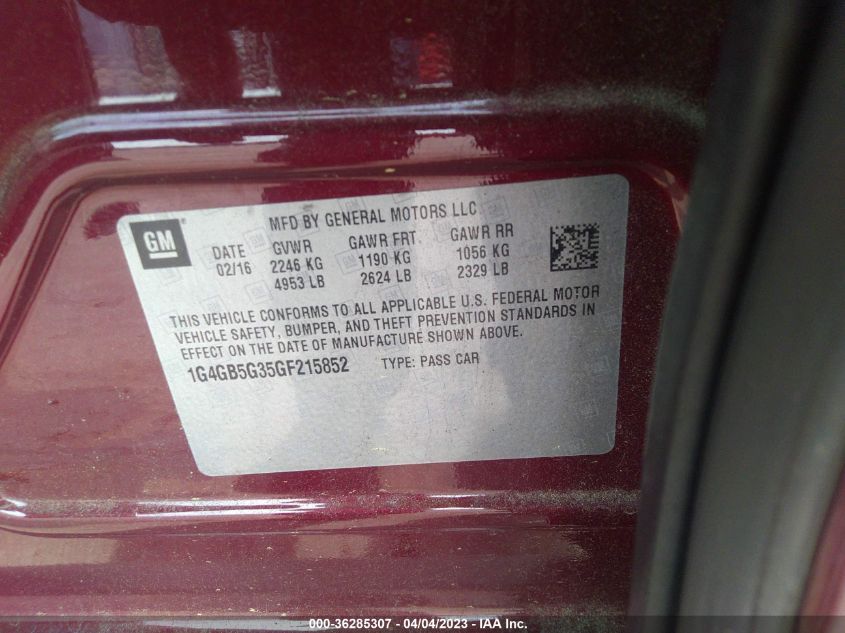 MFD BY GENERAL MOTORS LLC
GM
DATE GVWR GAWR FRT. GAWR RR
02/16 2246 KG 1190 KG 1056 KG
4953 LB 2624 LB 2329 LB
THIS VEHICLE CONFORMS TO ALL APPLICABLE U.S. FEDERAL MOTOR
VEHICLE SAFETY, BUMPER, AND THEFT PREVENTION STANDARDS IN
EFFECT ON THE DATE OF MANUFACTURE SHOWN ABOVE.
1G4GB5G35GF215852 TYPE: PASS CAR
000-36285307 - 04/04/2023 - IAA Inc.